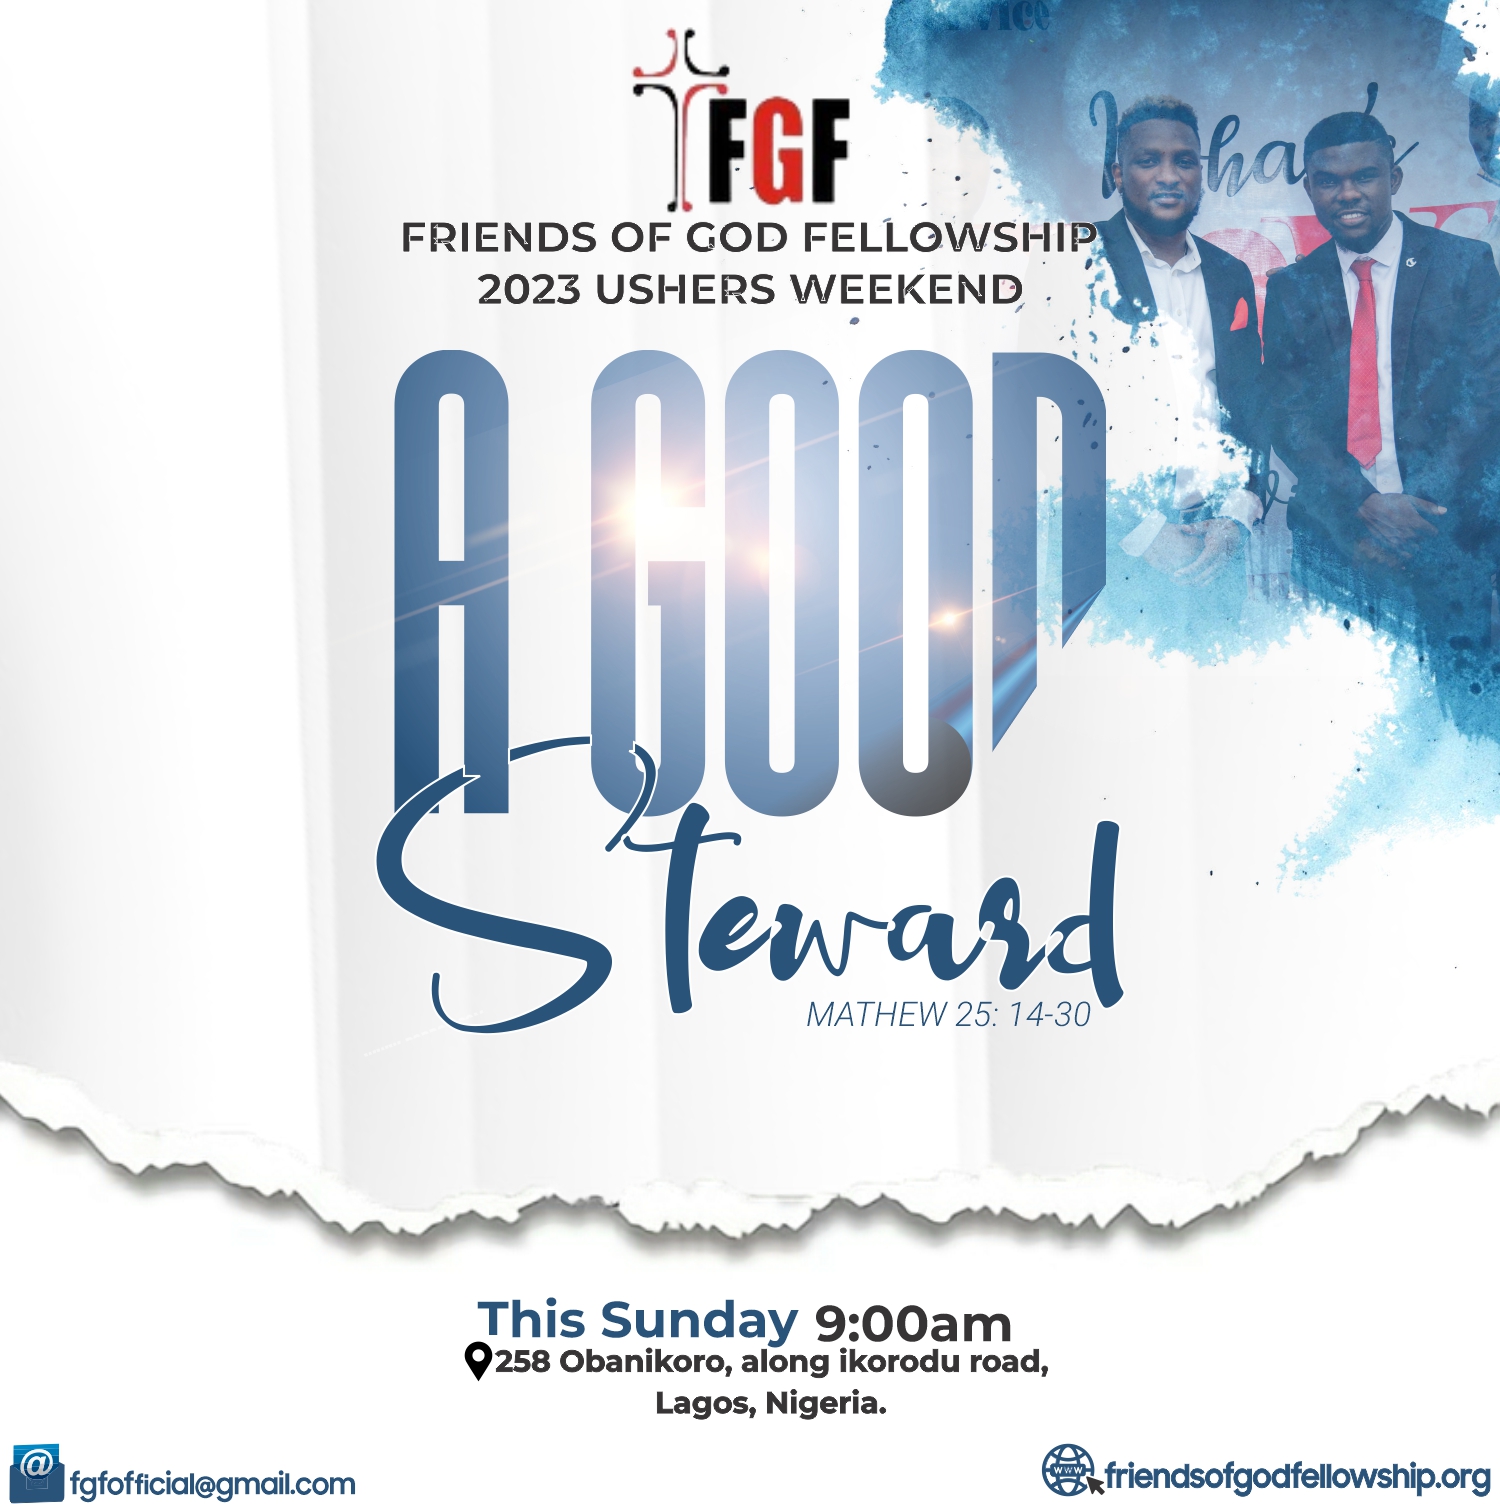 FGF
FRIENDS OF GOD FELLOWSHIP
2023 USHERS WEEKEND
A GOOD
Steward
MATHEW 25: 14-30
This Sunday 9:00am
258 Obanikoro, along ikorodu road,
Lagos, Nigeria.
@ fgfofficial@gmail.com
www friendsofgodfellowship.org